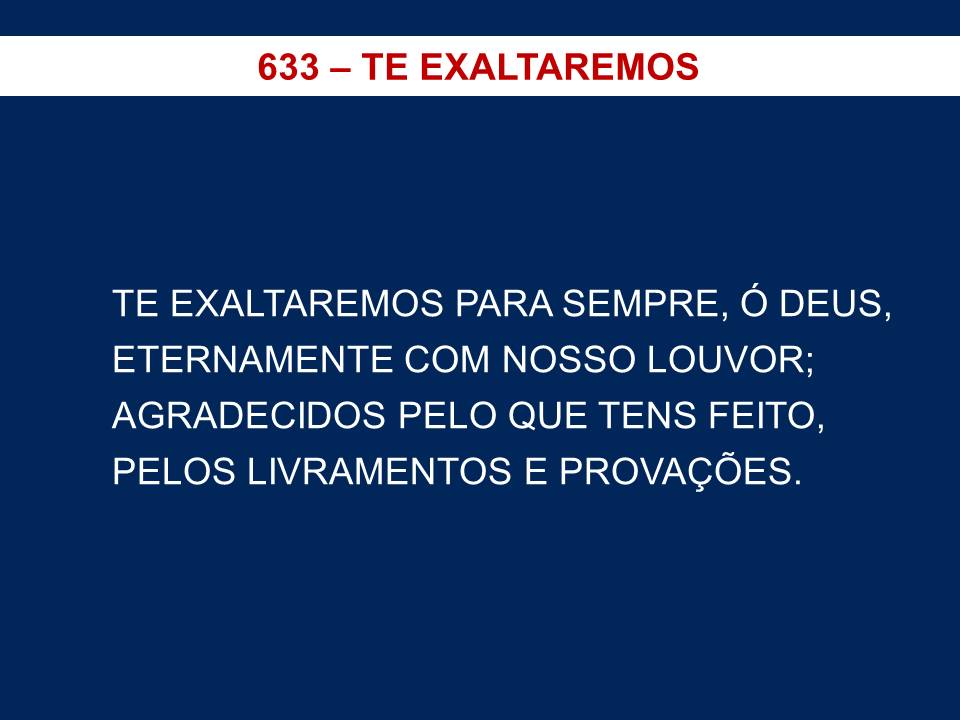 633 – TE EXALTAREMOS
TE EXALTAREMOS PARA SEMPRE, Ó DEUS,
ETERNAMENTE COM NOSSO LOUVOR;
AGRADECIDOS PELO QUE TENS FEITO,
PELOS LIVRAMENTOS E PROVAÇÕES.